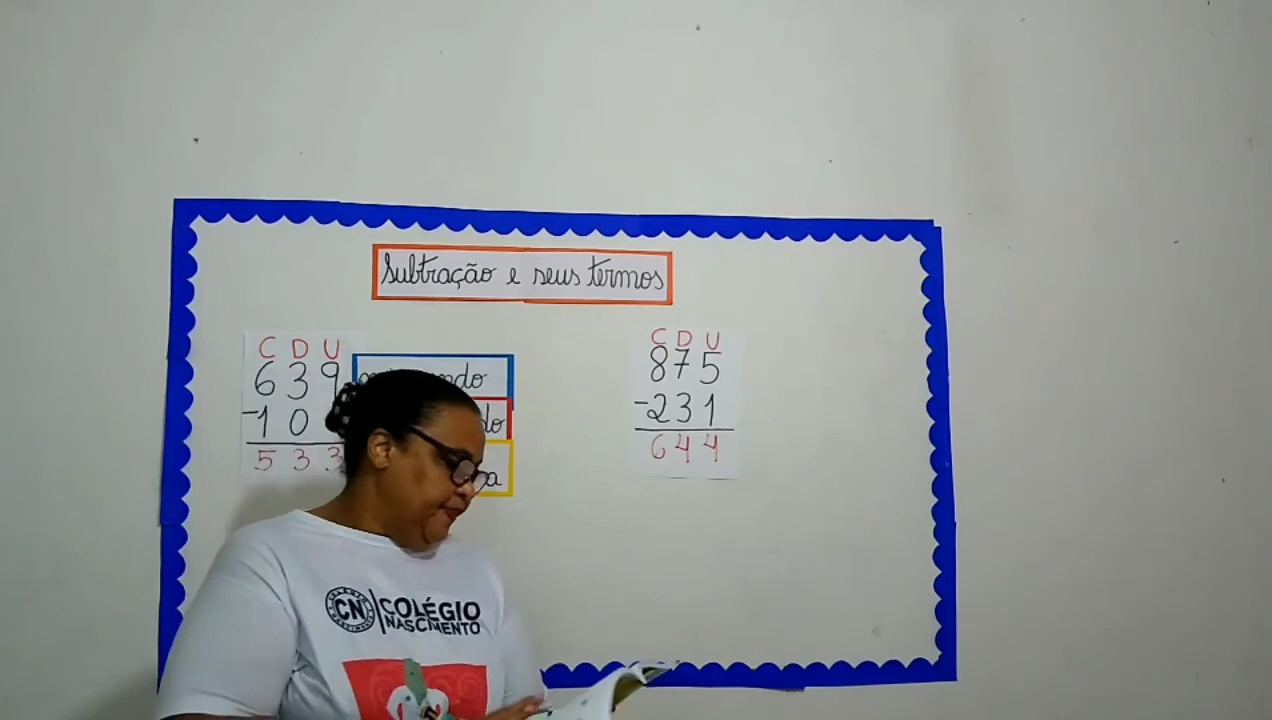 Subtração e seus termos
C D U
6 3 9
-1 0
5 3 3
do
a
C D U
8 7 5
-2 3 1
6 4 4
CN
COLÉGIO
NASCIMENTO